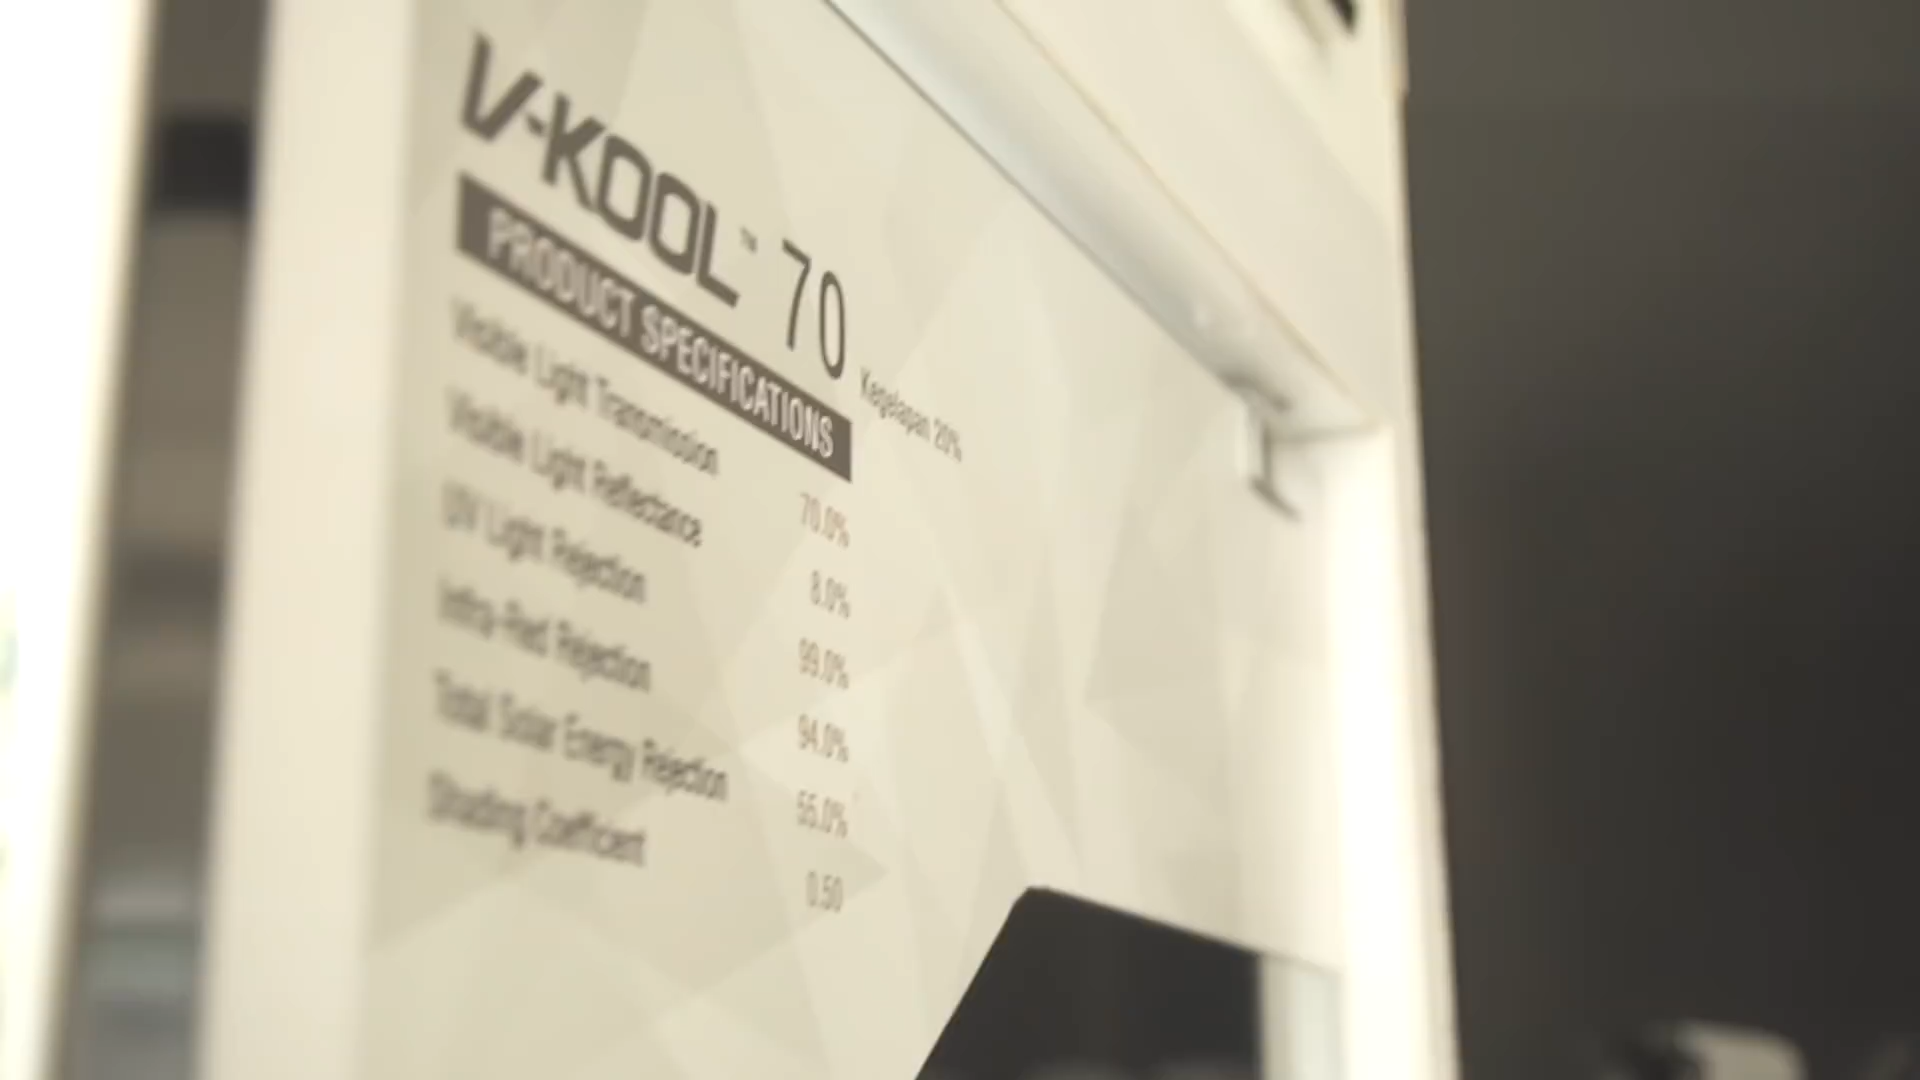 V-KOOL™ 70 Kegelapan 20%
PRODUCT SPECIFICATIONS
Visible Light Transmission 70.0%
Visible Light Reflectance 8.0%
UV Light Rejection 99.0%
Infra-Red Rejection 94.0%
Total Solar Energy Rejection 55.0%
Shading Coefficient 0.50